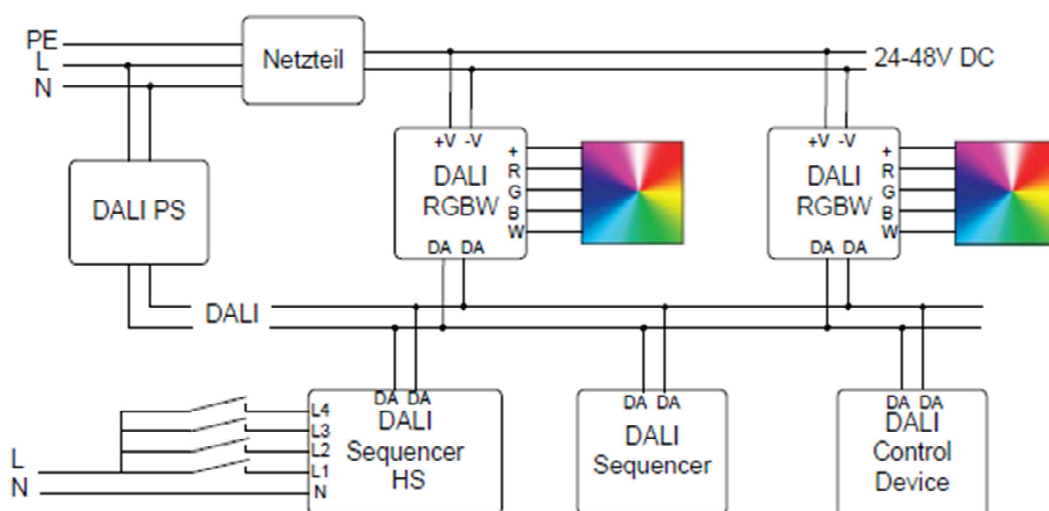 PE
L
N
Netzteil
24-48V DC
DALI PS
+V -V
DALI
RGBW
+
R
G
B
W
DA DA
+V -V
DALI
RGBW
+
R
G
B
W
DA DA
DALI
L
N
L4
L3
L2
L1
N
DA DA
DALI
Sequencer
HS
DA DA
DALI
Sequencer
DA DA
DALI
Control
Device